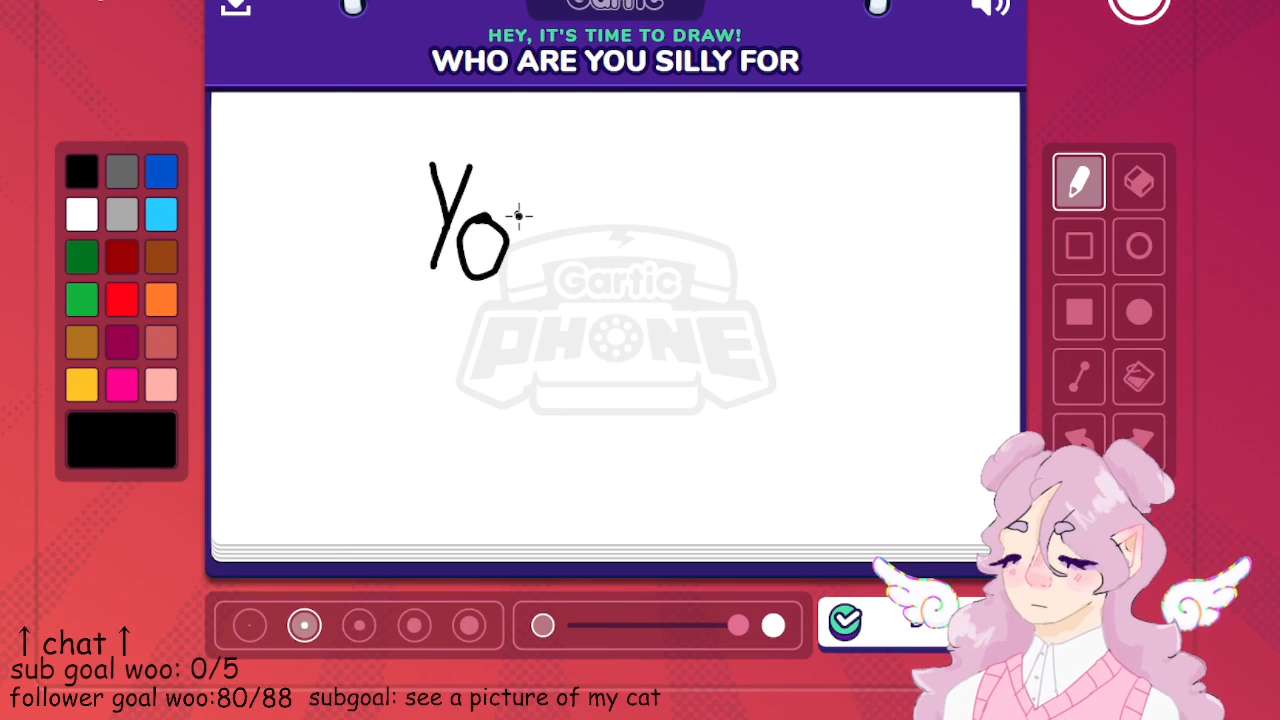 Gartic
HEY, IT'S TIME TO DRAW!
WHO ARE YOU SILLY FOR
Yo
Gartic
PHONE
↑ chat ↑
sub goal woo: 0/5
follower goal woo:80/88 subgoal: see a picture of my cat